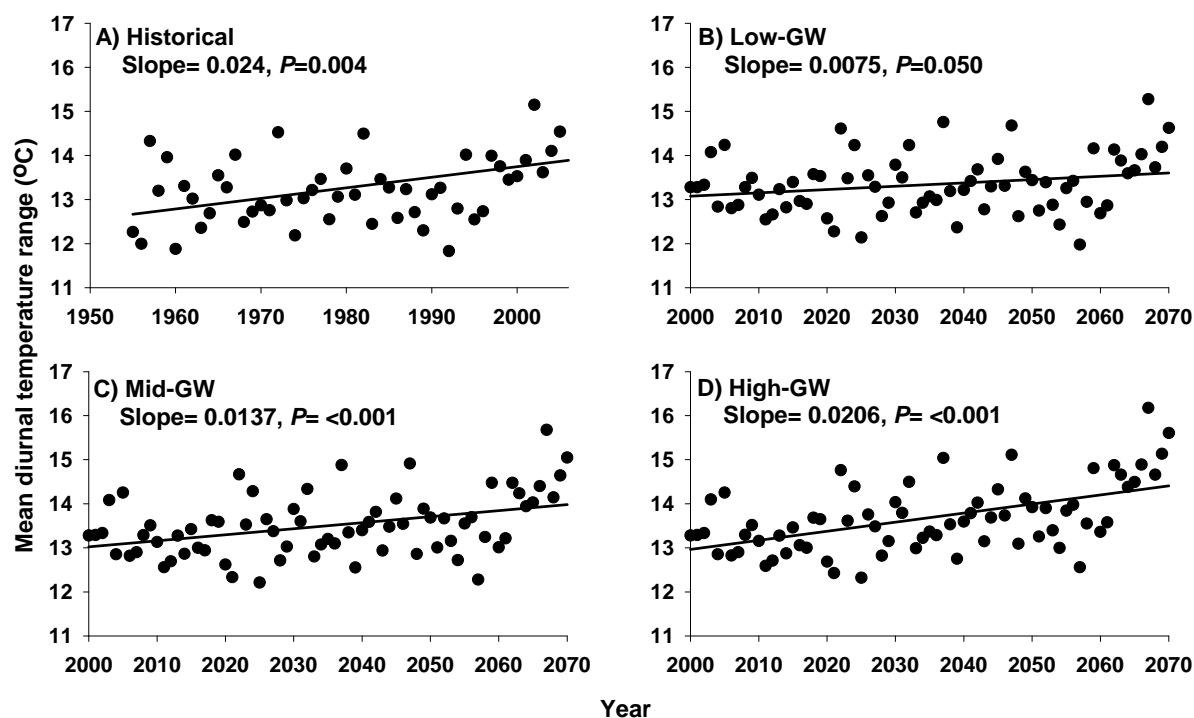 Mean diurnal temperature range (ºC)
A) Historical
Slope= 0.024, P=0.004
17
16
15
14
13
12
11
1950 1960 1970 1980 1990 2000
B) Low-GW
Slope= 0.0075, P=0.050
17
16
15
14
13
12
11
2000 2010 2020 2030 2040 2050 2060 2070
C) Mid-GW
Slope= 0.0137, P= <0.001
17
16
15
14
13
12
11
2000 2010 2020 2030 2040 2050 2060 2070
D) High-GW
Slope= 0.0206, P= <0.001
17
16
15
14
13
12
11
2000 2010 2020 2030 2040 2050 2060 2070
Year